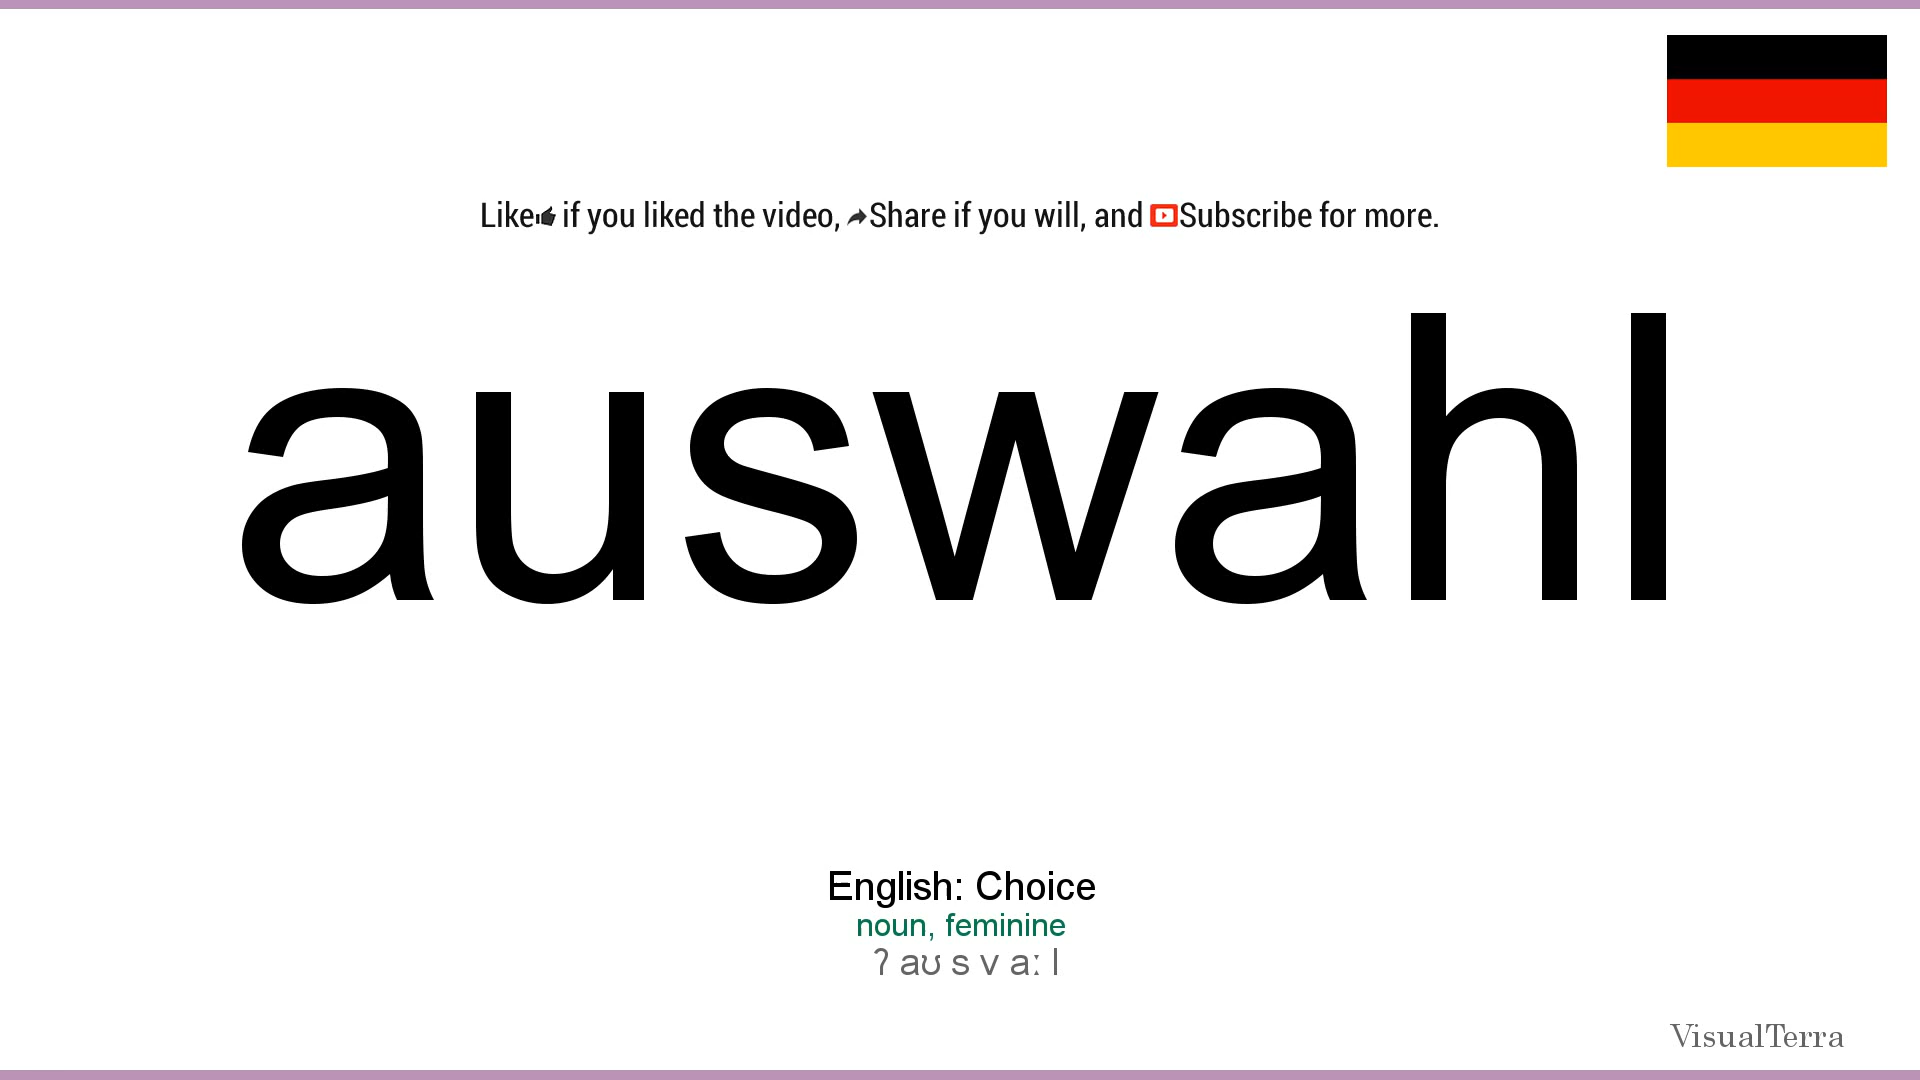 Like if you liked the video, Share if you will, and Subscribe for more.
auswahl
English: Choice
noun, feminine
ʔ aʊ s v aː l
VisualTerra